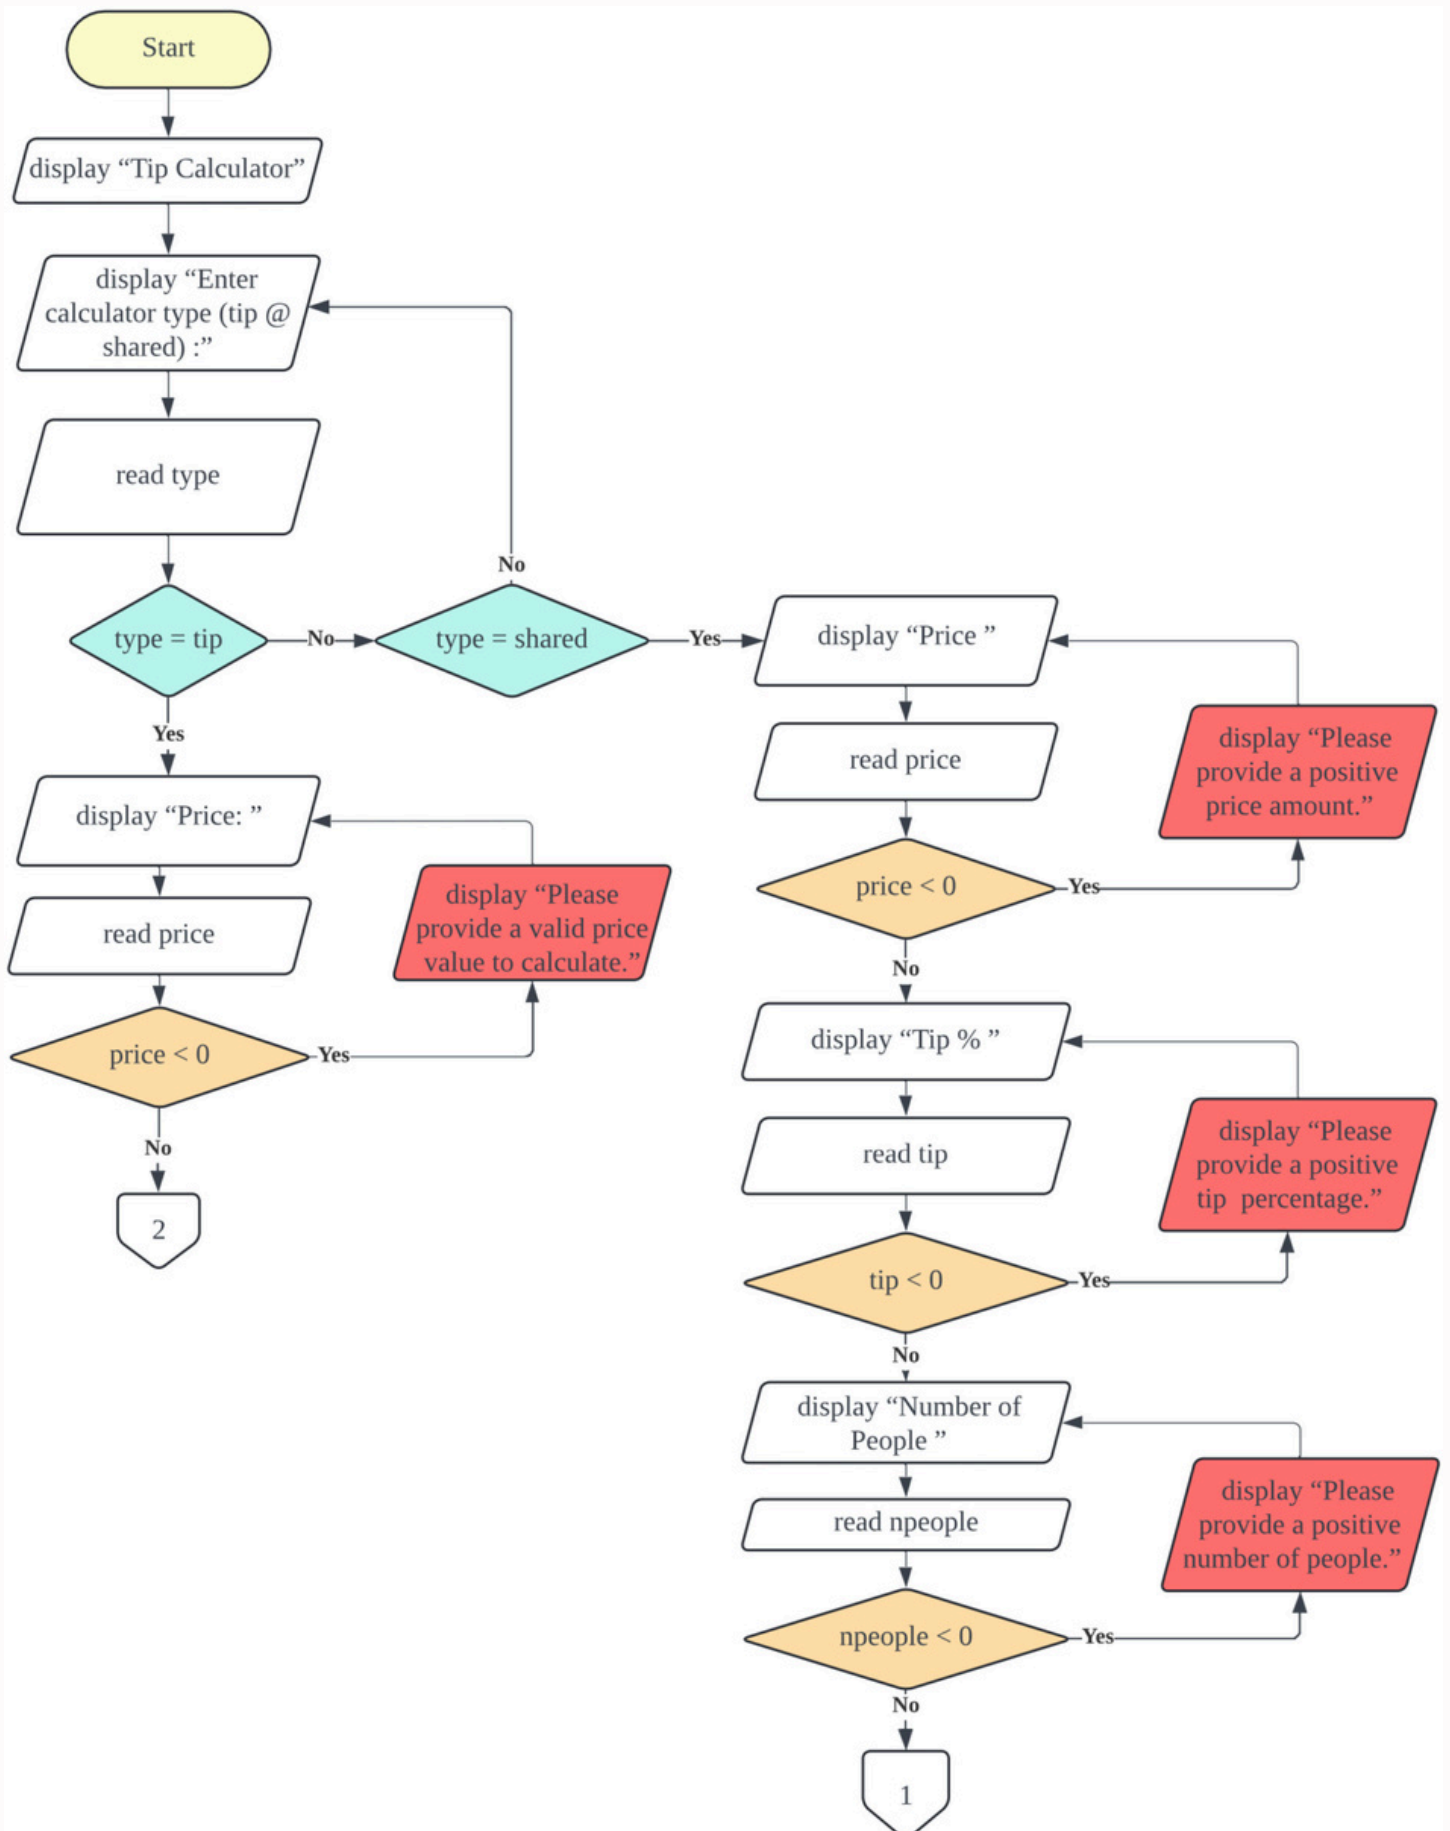 Start
display “Tip Calculator”
display “Enter
calculator type (tip @
shared) :”
read type
No
type = tip
No
type = shared
Yes
Yes
display “Price: ”
read price
display “Please
provide a valid price
value to calculate.”
price < 0
Yes
No
2
display “Price ”
read price
display “Please
provide a positive
price amount.”
price < 0
Yes
No
display “Tip % ”
read tip
display “Please
provide a positive
tip  percentage.”
tip < 0
Yes
No
display “Number of
People ”
read npeople
display “Please
provide a positive
number of people.”
npeople < 0
Yes
No
1